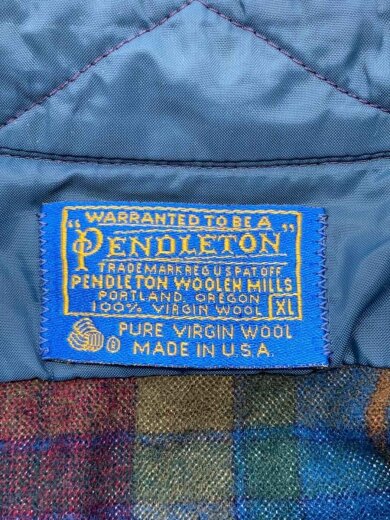 WARRANTED TO BE A
"PENDLETON"
TRADEMARK REG U S PAT OFF
PENDLETON WOOLEN MILLS
PORTLAND, OREGON
100% VIRGIN WOOL XL
® PURE VIRGIN WOOL
MADE IN U.S.A.